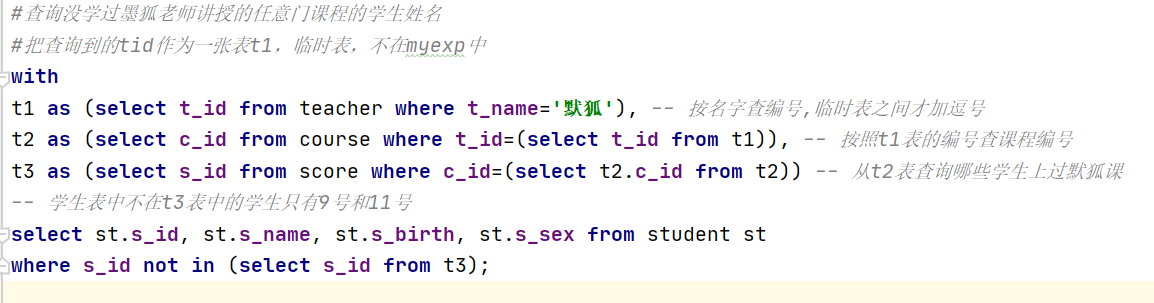 #查询没学过墨狐老师讲授的任意门课程的学生姓名
#把查询到的tid作为一张表t1，临时表，不在myexp中
with
t1 as (select t_id from teacher where t_name='默狐'), -- 按名字查编号,临时表之间才加逗号
t2 as (select c_id from course where t_id=(select t_id from t1)), -- 按照t1表的编号查课程编号
t3 as (select s_id from score where c_id=(select t2.c_id from t2)) -- 从t2表查询哪些学生上过默狐课
-- 学生表中不在t3表中的学生只有9号和11号
select st.s_id, st.s_name, st.s_birth, st.s_sex from student st
where s_id not in (select s_id from t3);